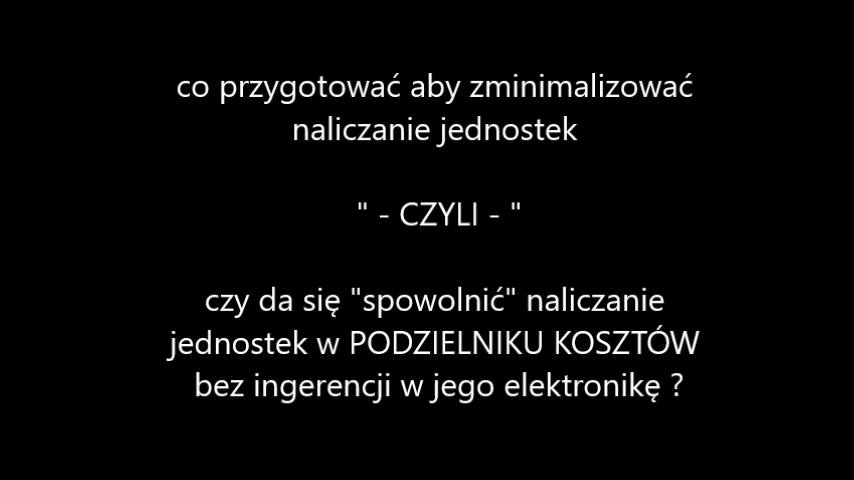 co przygotować aby zminimalizować
naliczanie jednostek
" - CZYLI - "
czy da się "spowolnić" naliczanie
jednostek w PODZIELNIKU KOSZTÓW
bez ingerencji w jego elektronikę ?